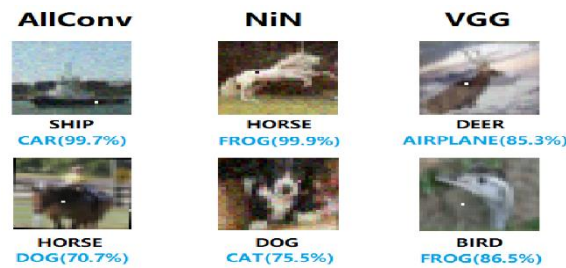 AllConv NiN VGG
SHIP HORSE DEER
CAR(99.7%) FROG(99.9%) AIRPLANE(85.3%)
HORSE DOG BIRD
DOG(70.7%) CAT(75.5%) FROG(86.5%)